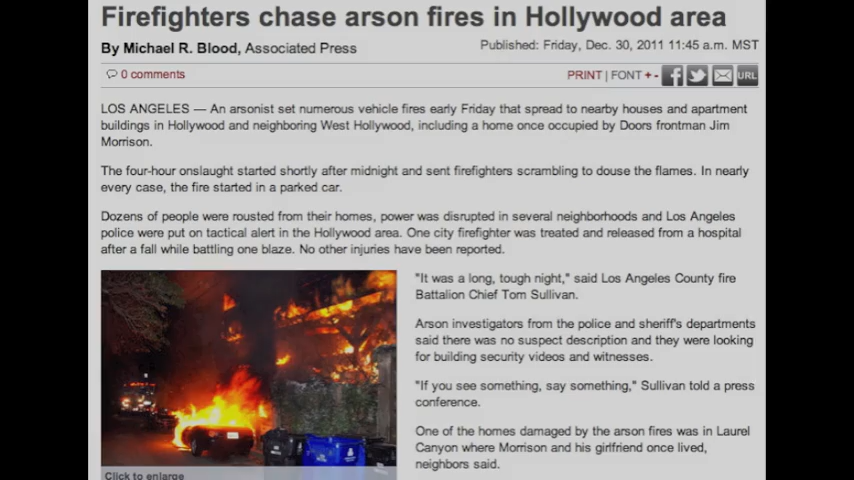 Firefighters chase arson fires in Hollywood area
By Michael R. Blood, Associated Press
Published: Friday, Dec. 30, 2011 11:45 a.m. MST
0 comments
PRINT | FONT + -
URL
LOS ANGELES — An arsonist set numerous vehicle fires early Friday that spread to nearby houses and apartment
buildings in Hollywood and neighboring West Hollywood, including a home once occupied by Doors frontman Jim
Morrison.
The four-hour onslaught started shortly after midnight and sent firefighters scrambling to douse the flames. In nearly
every case, the fire started in a parked car.
Dozens of people were rousted from their homes, power was disrupted in several neighborhoods and Los Angeles
police were put on tactical alert in the Hollywood area. One city firefighter was treated and released from a hospital
after a fall while battling one blaze. No other injuries have been reported.
"It was a long, tough night," said Los Angeles County fire
Battalion Chief Tom Sullivan.
Arson investigators from the police and sheriff's departments
said there was no suspect description and they were looking
for building security videos and witnesses.
"If you see something, say something," Sullivan told a press
conference.
One of the homes damaged by the arson fires was in Laurel
Canyon where Morrison and his girlfriend once lived,
neighbors said.
Click to enlarge